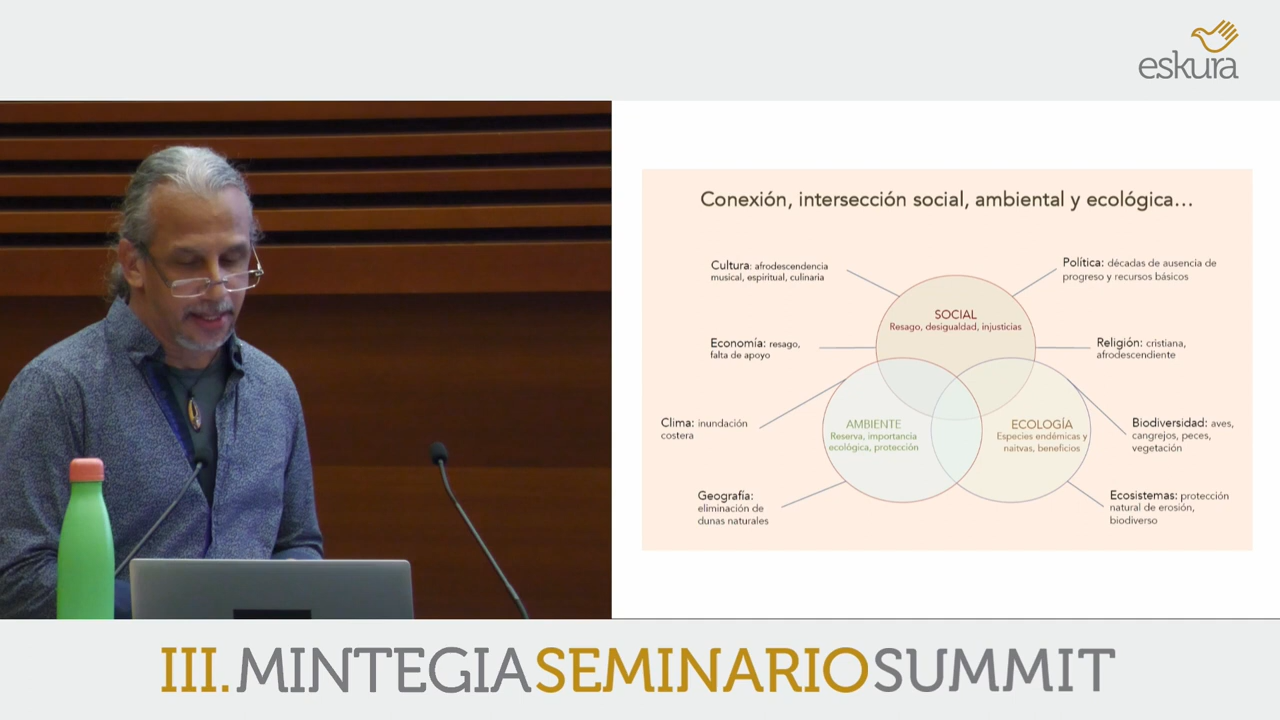 eskura
Conexión, intersección social, ambiental y ecológica...
Cultura: afrodescendencia
musical, espiritual, culinaria
Política: décadas de ausencia de
progreso y recursos básicos
SOCIAL
Resago, desigualdad, injusticias
Economía: resago,
falta de apoyo
Religión: cristiana,
afrodescendiente
Clima: inundación
costera
AMBIENTE
Reserva, importancia
ecológica, protección
ECOLOGÍA
Especies endémicas y
naitvas, beneficios
Biodiversidad: aves,
cangrejos, peces,
vegetación
Geografía:
eliminación de
dunas naturales
Ecosistemas: protección
natural de erosión,
biodiverso
III. MINTEGIA SEMINARIO SUMMIT